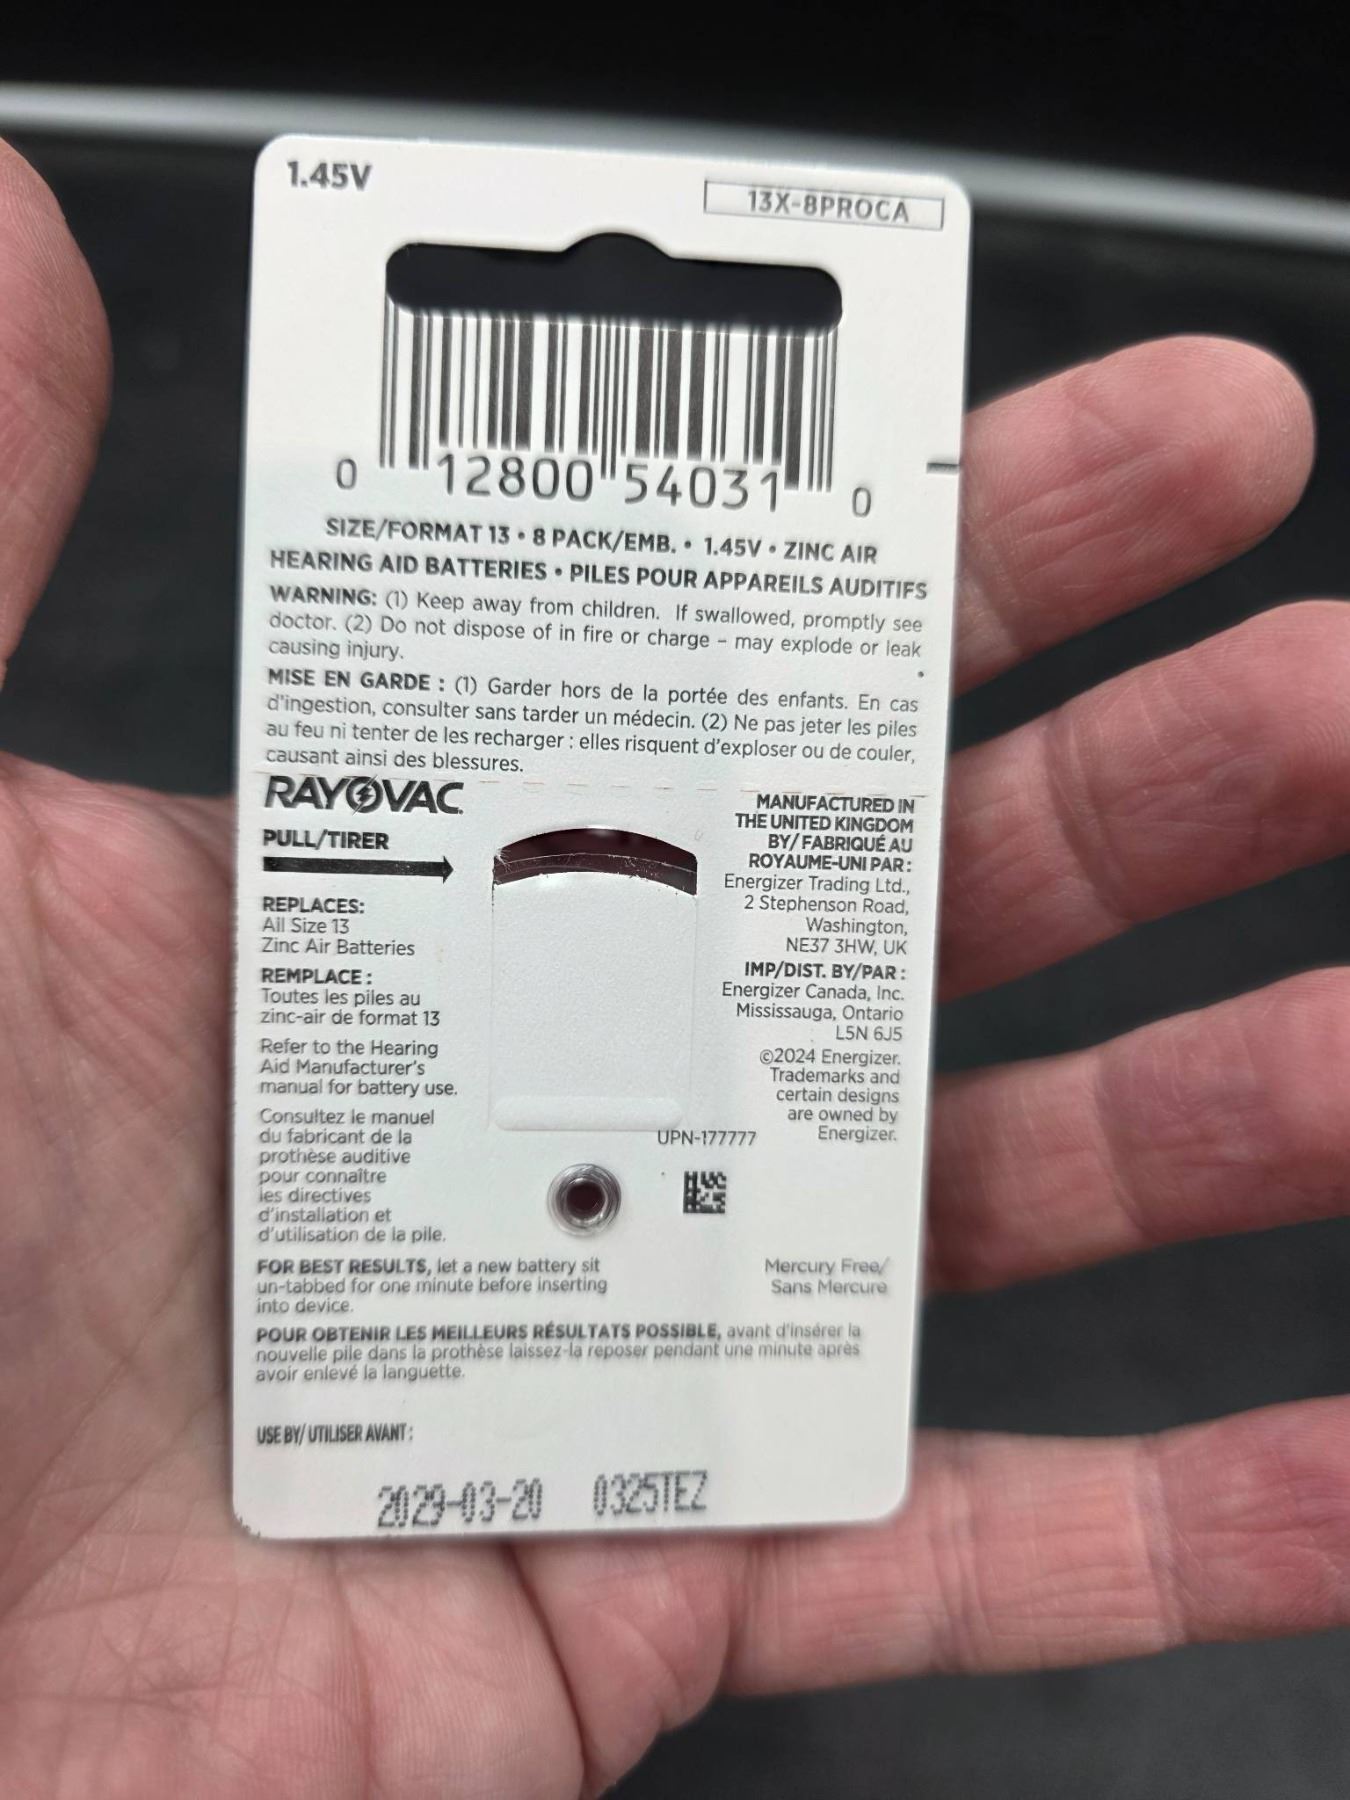 1.45V
13X-8PROCA
0 12800 54031 0
SIZE/FORMAT 13 • 8 PACK/EMB. • 1.45V • ZINC AIR
HEARING AID BATTERIES • PILES POUR APPAREILS AUDITIFS
WARNING: (1) Keep away from children. If swallowed, promptly see
doctor. (2) Do not dispose of in fire or charge – may explode or leak
causing injury.
MISE EN GARDE : (1) Garder hors de la portée des enfants. En cas
d'ingestion, consulter sans tarder un médecin. (2) Ne pas jeter les piles
au feu ni tenter de les recharger : elles risquent d'exploser ou de couler,
causant ainsi des blessures.
RAYOVAC
PULL/TIRER
REPLACES:
All Size 13
Zinc Air Batteries
REMPLACE :
Toutes les piles au
zinc-air de format 13
Refer to the Hearing
Aid Manufacturer's
manual for battery use.
Consultez le manuel
du fabricant de la
prothèse auditive
pour connaître
les directives
d'installation et
d'utilisation de la pile.
MANUFACTURED IN
THE UNITED KINGDOM
BY/ FABRIQUÉ AU
ROYAUME-UNI PAR :
Energizer Trading Ltd.,
2 Stephenson Road,
Washington,
NE37 3HW, UK
IMP/DIST. BY/PAR :
Energizer Canada, Inc.
Mississauga, Ontario
L5N 6J5
©2024 Energizer.
Trademarks and
certain designs
are owned by
Energizer.
UPN-177777
Mercury Free/
Sans Mercure
FOR BEST RESULTS, let a new battery sit
un-tabbed for one minute before inserting
into device.
POUR OBTENIR LES MEILLEURS RÉSULTATS POSSIBLE, avant d'insérer la
nouvelle pile dans la prothèse laissez-la reposer pendant une minute après
avoir enlevé la languette.
USE BY/ UTILISER AVANT :
2029-03-20 0325TEZ